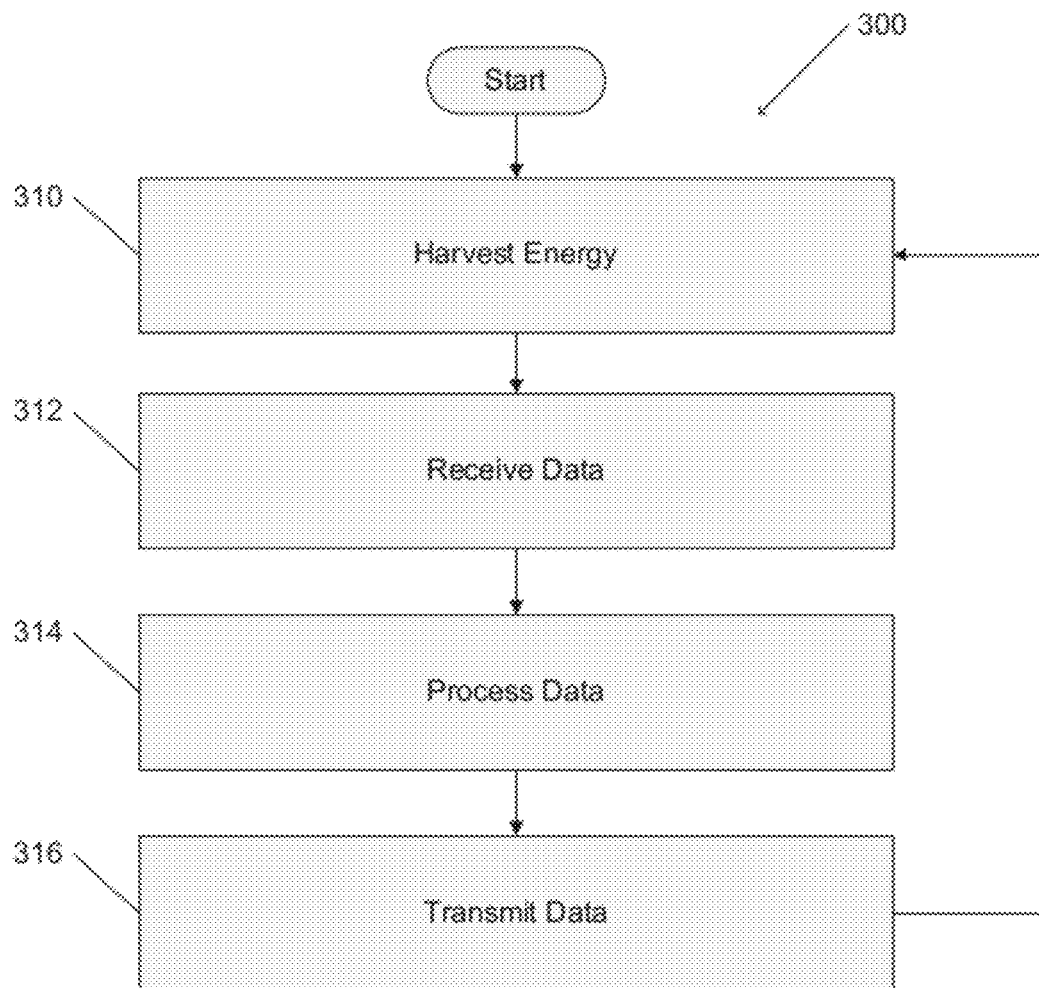 300
Start
310
Harvest Energy
312
Receive Data
314
Process Data
316
Transmit Data